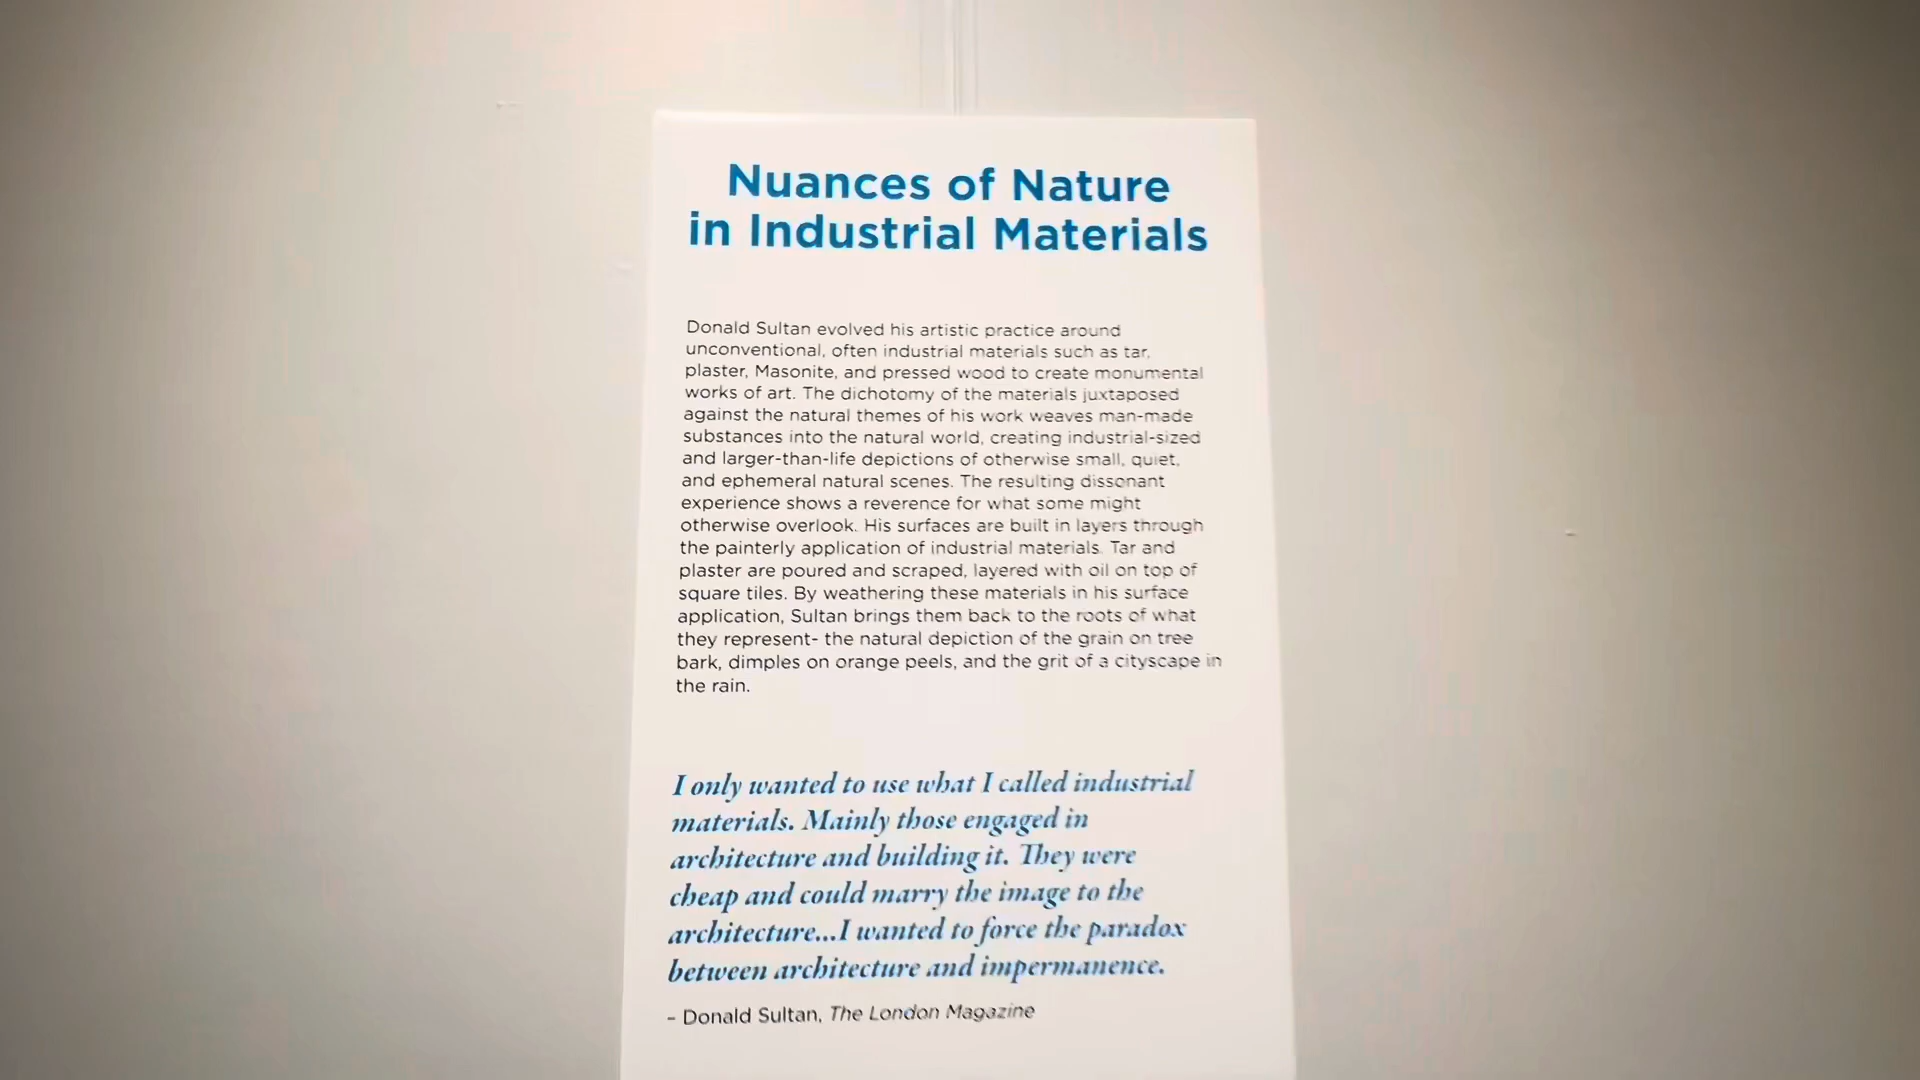 Nuances of Nature
in Industrial Materials
Donald Sultan evolved his artistic practice around
unconventional, often industrial materials such as tar,
plaster, Masonite, and pressed wood to create monumental
works of art. The dichotomy of the materials juxtaposed
against the natural themes of his work weaves man-made
substances into the natural world, creating industrial-sized
and larger-than-life depictions of otherwise small, quiet,
and ephemeral natural scenes. The resulting dissonant
experience shows a reverence for what some might
otherwise overlook. His surfaces are built in layers through
the painterly application of industrial materials. Tar and
plaster are poured and scraped, layered with oil on top of
square tiles. By weathering these materials in his surface
application, Sultan brings them back to the roots of what
they represent- the natural depiction of the grain on tree
bark, dimples on orange peels, and the grit of a cityscape in
the rain.
I only wanted to use what I called industrial
materials. Mainly those engaged in
architecture and building it. They were
cheap and could marry the image to the
architecture...I wanted to force the paradox
between architecture and impermanence.
– Donald Sultan, The London Magazine